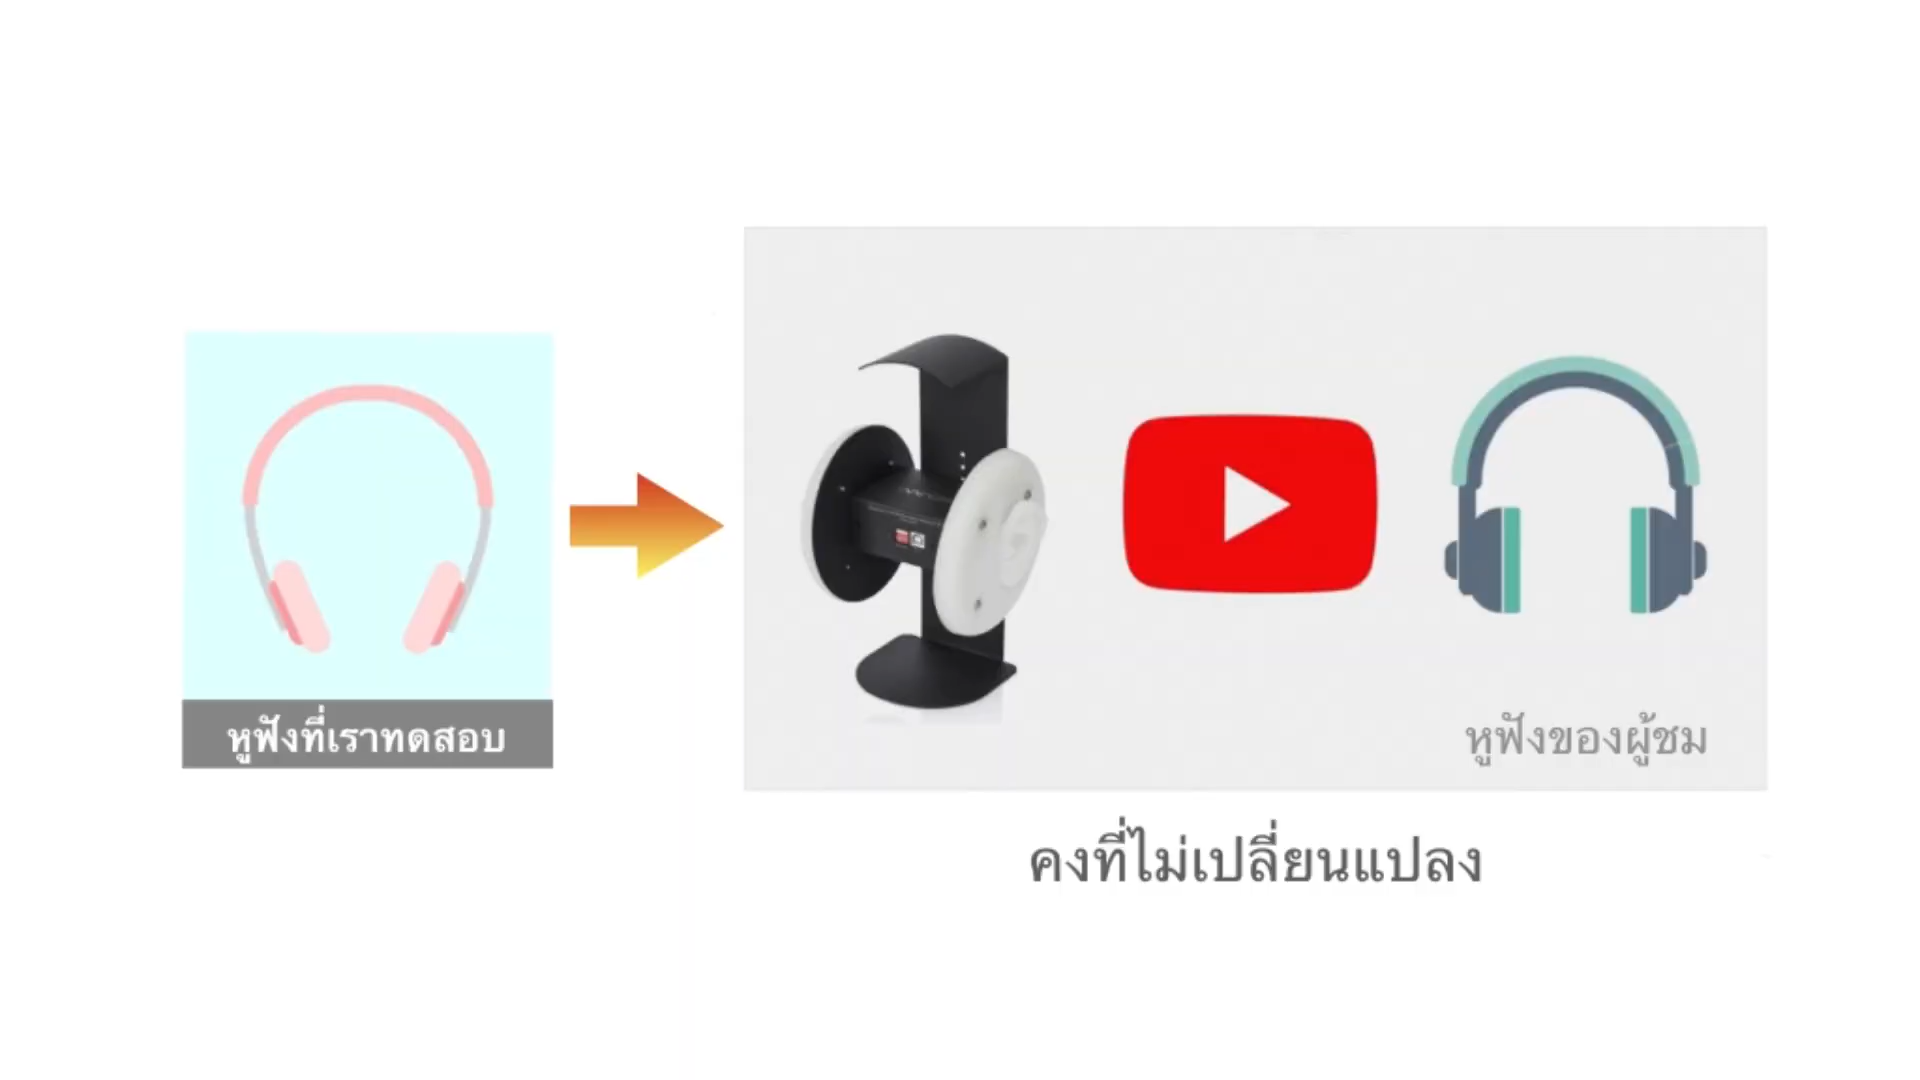 หูฟังที่เราทดสอบ
หูฟังของผู้ชม
คงที่ไม่เปลี่ยนแปลง